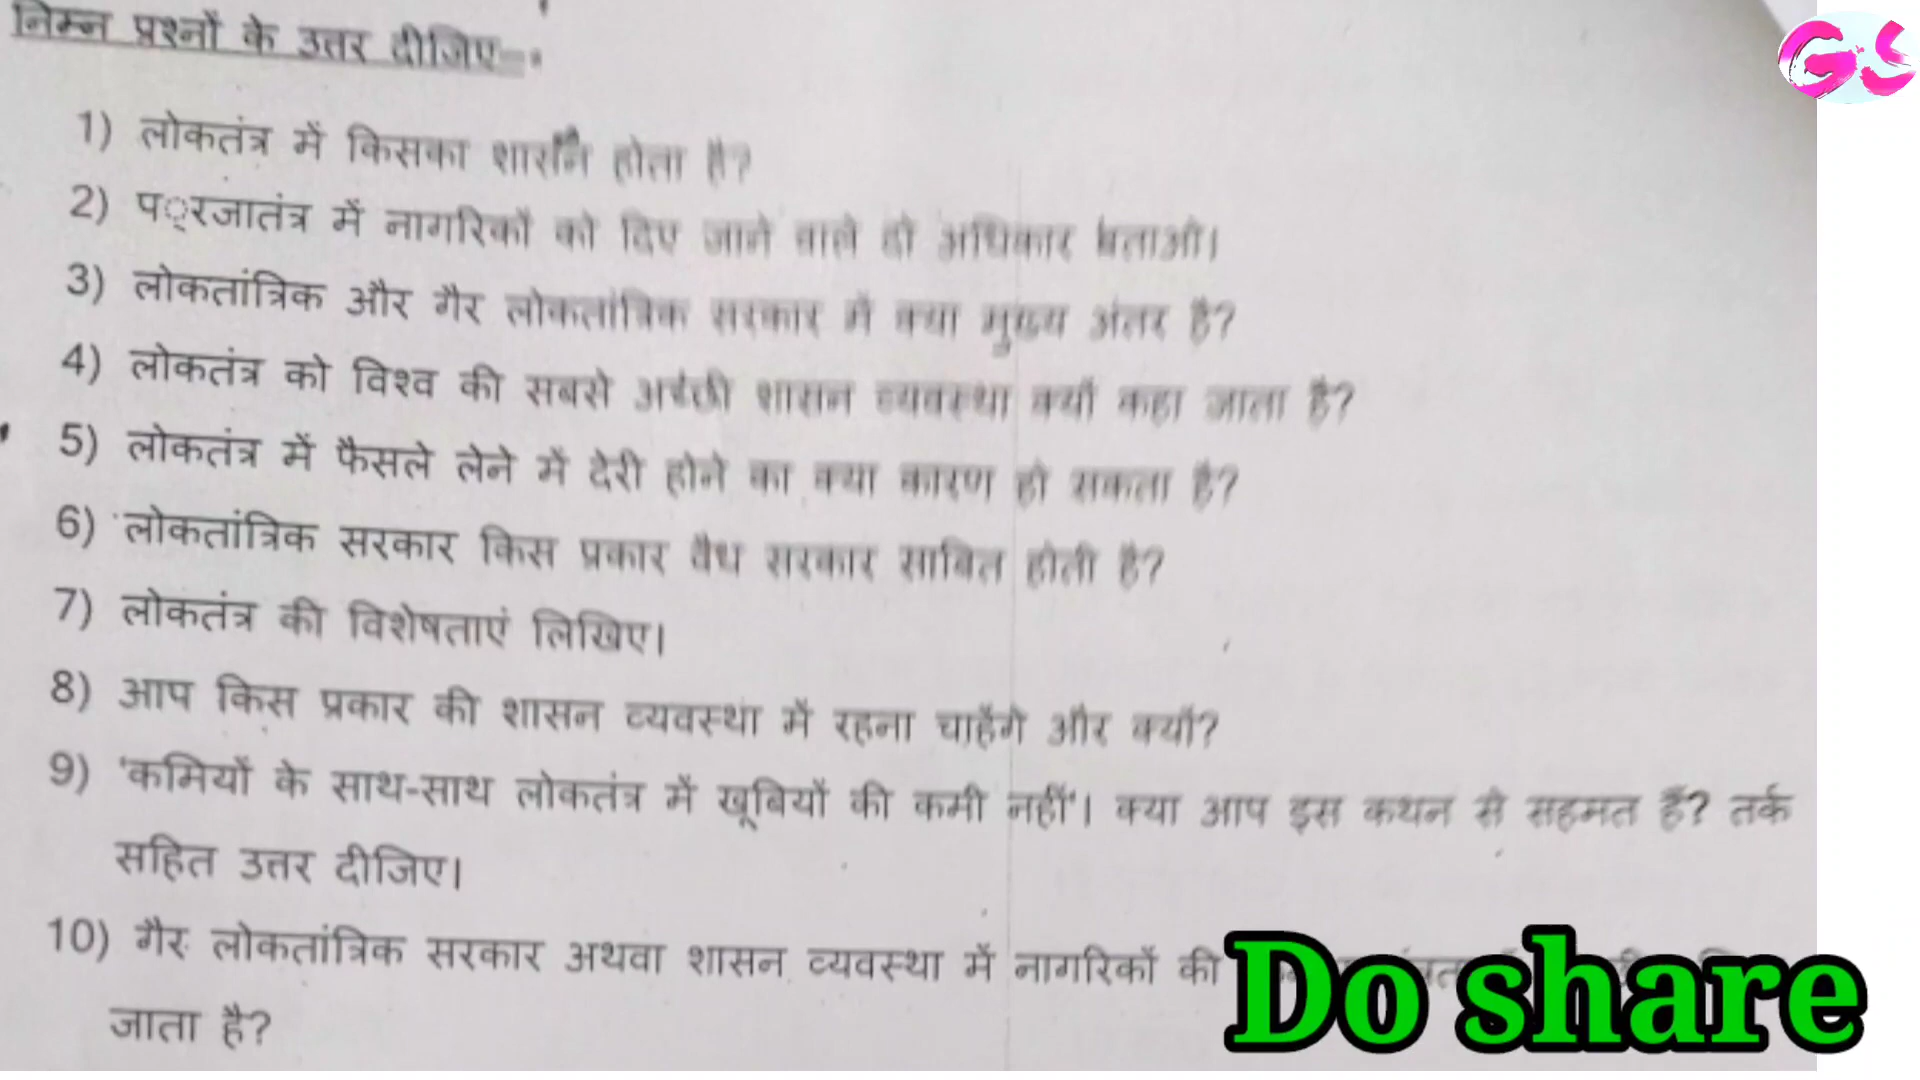 निम्न प्रश्नों के उत्तर दीजिए-
1) लोकतंत्र में किसका शासन होता है?
2) प्रजातंत्र में नागरिकों को दिए जाने वाले दो अधिकार बताओ।
3) लोकतांत्रिक और गैर लोकतांत्रिक सरकार में क्या मुख्य अंतर है?
4) लोकतंत्र को विश्व की सबसे अच्छी शासन व्यवस्था क्यों कहा जाता है?
5) लोकतंत्र में फैसले लेने में देरी होने का क्या कारण हो सकता है?
6) लोकतांत्रिक सरकार किस प्रकार वैध सरकार साबित होती है?
7) लोकतंत्र की विशेषताएं लिखिए।
8) आप किस प्रकार की शासन व्यवस्था में रहना चाहेंगे और क्यों?
9) 'कमियों के साथ-साथ लोकतंत्र में खूबियों की कमी नहीं'। क्या आप इस कथन से सहमत हैं? तर्क
सहित उत्तर दीजिए।
10) गैर लोकतांत्रिक सरकार अथवा शासन व्यवस्था में नागरिकों की
जाता है?
GS
Do share